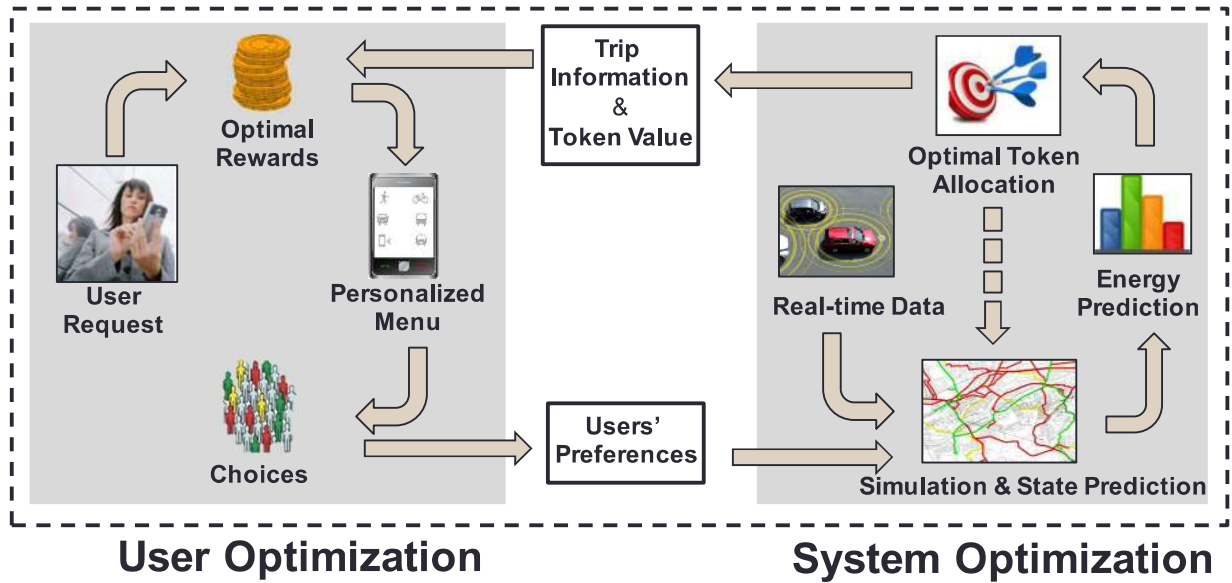 Trip
Information
&
Token Value
Optimal
Rewards
Optimal Token
Allocation
User
Request
Personalized
Menu
Real-time Data
Energy
Prediction
Choices
Users'
Preferences
Simulation & State Prediction
User Optimization
System Optimization